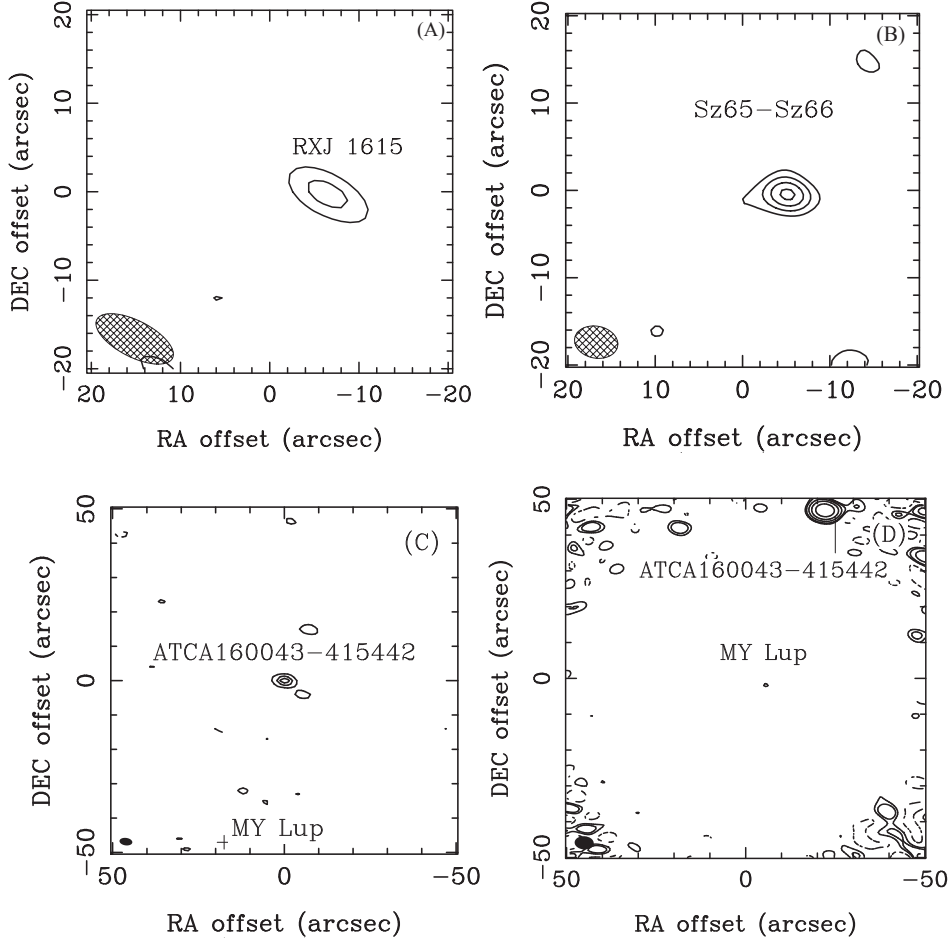 (A)
RXJ 1615
20
10
0
−10
−20
DEC offset (arcsec)
20 10 0 −10 −20
RA offset (arcsec)
(B)
Sz65−Sz66
20
10
0
−10
−20
DEC offset (arcsec)
20 10 0 −10 −20
RA offset (arcsec)
(C)
ATCA160043−415442
MY Lup
50
0
−50
DEC offset (arcsec)
50 0 −50
RA offset (arcsec)
(D)
ATCA160043−415442
MY Lup
50
0
−50
DEC offset (arcsec)
50 0 −50
RA offset (arcsec)